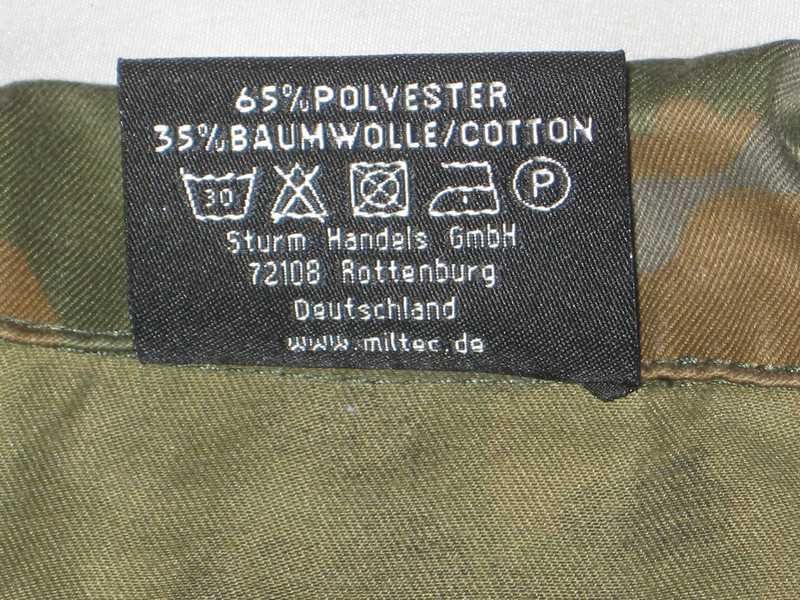 65%POLYESTER
35%BAUMWOLLE/COTTON
30 P
Sturm Handels GmbH
72108 Rottenburg
Deutschland
www.miltec.de